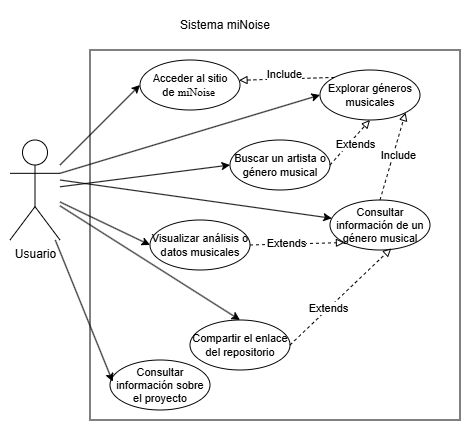 Sistema miNoise
Acceder al sitio
de miNoise
Include
Explorar géneros
musicales
Buscar un artista o
género musical
Extends
Include
Usuario
Consultar
información de un
género musical
Visualizar análisis o
datos musicales
Extends
Extends
Compartir el enlace
del repositorio
Consultar
información sobre
el proyecto